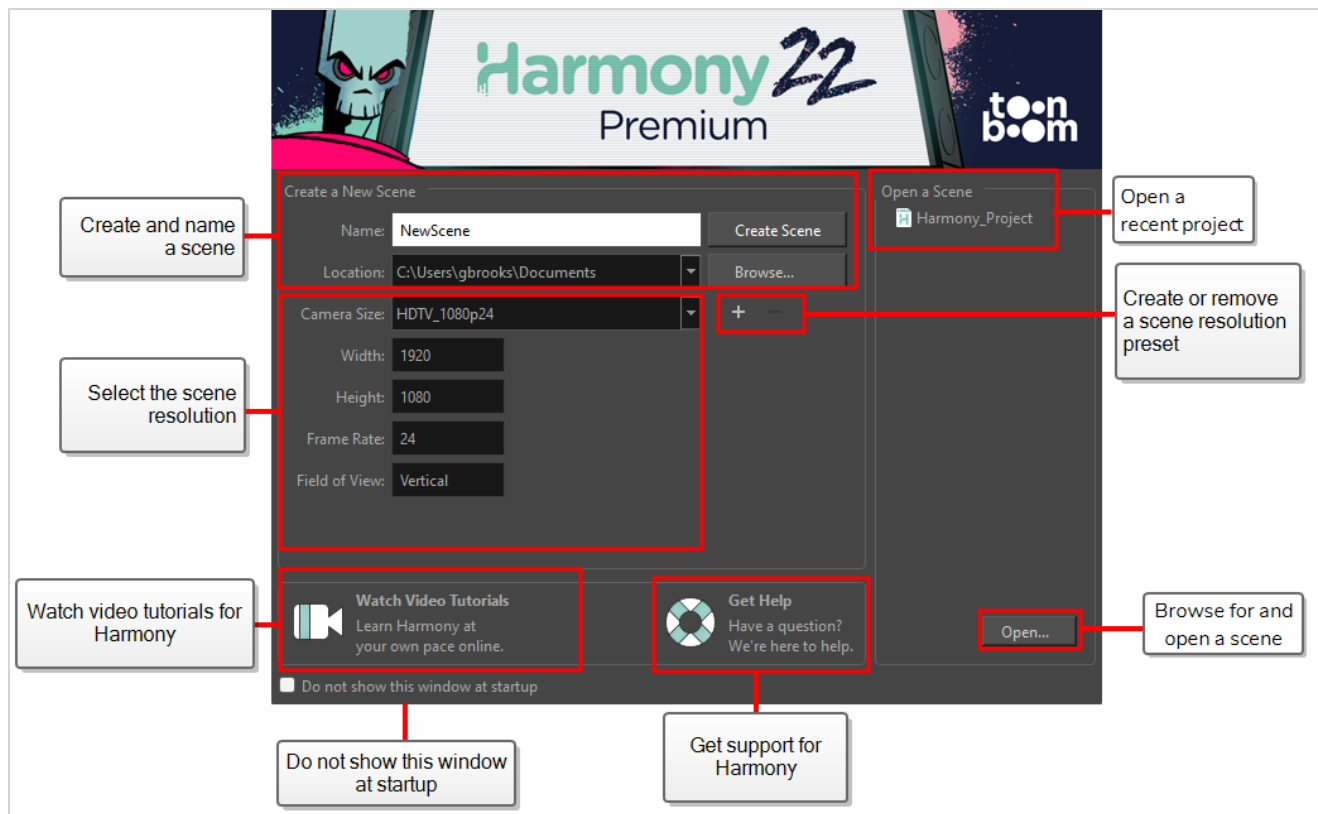 Harmony 22
Premium
toon
boom
Create a New Scene
Name: NewScene Create Scene
Location: C:\Users\gbrooks\Documents Browse...
Camera Size: HDTV_1080p24 + −
Width: 1920
Height: 1080
Frame Rate: 24
Field of View: Vertical
Open a Scene
Harmony_Project
Watch Video Tutorials
Learn Harmony at
your own pace online.
Get Help
Have a question?
We're here to help.
Open...
Do not show this window at startup
Create and name
a scene
Select the scene
resolution
Watch video tutorials for
Harmony
Do not show this window
at startup
Get support for
Harmony
Open a
recent project
Create or remove
a scene resolution
preset
Browse for and
open a scene